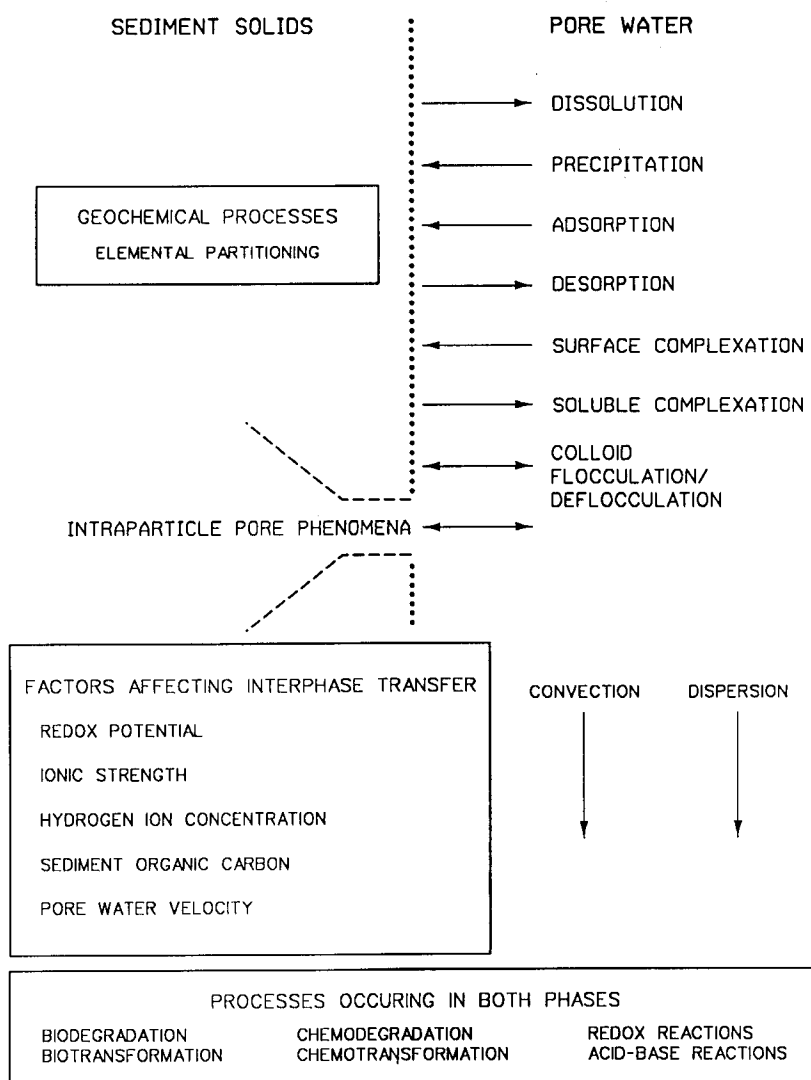 SEDIMENT SOLIDS
PORE WATER
DISSOLUTION
PRECIPITATION
GEOCHEMICAL PROCESSES
ELEMENTAL PARTITIONING
ADSORPTION
DESORPTION
SURFACE COMPLEXATION
SOLUBLE COMPLEXATION
COLLOID
FLOCCULATION/
DEFLOCCULATION
INTRAPARTICLE PORE PHENOMENA
FACTORS AFFECTING INTERPHASE TRANSFER
REDOX POTENTIAL
IONIC STRENGTH
HYDROGEN ION CONCENTRATION
SEDIMENT ORGANIC CARBON
PORE WATER VELOCITY
CONVECTION
DISPERSION
PROCESSES OCCURING IN BOTH PHASES
BIODEGRADATION
BIOTRANSFORMATION
CHEMODEGRADATION
CHEMOTRANSFORMATION
REDOX REACTIONS
ACID-BASE REACTIONS